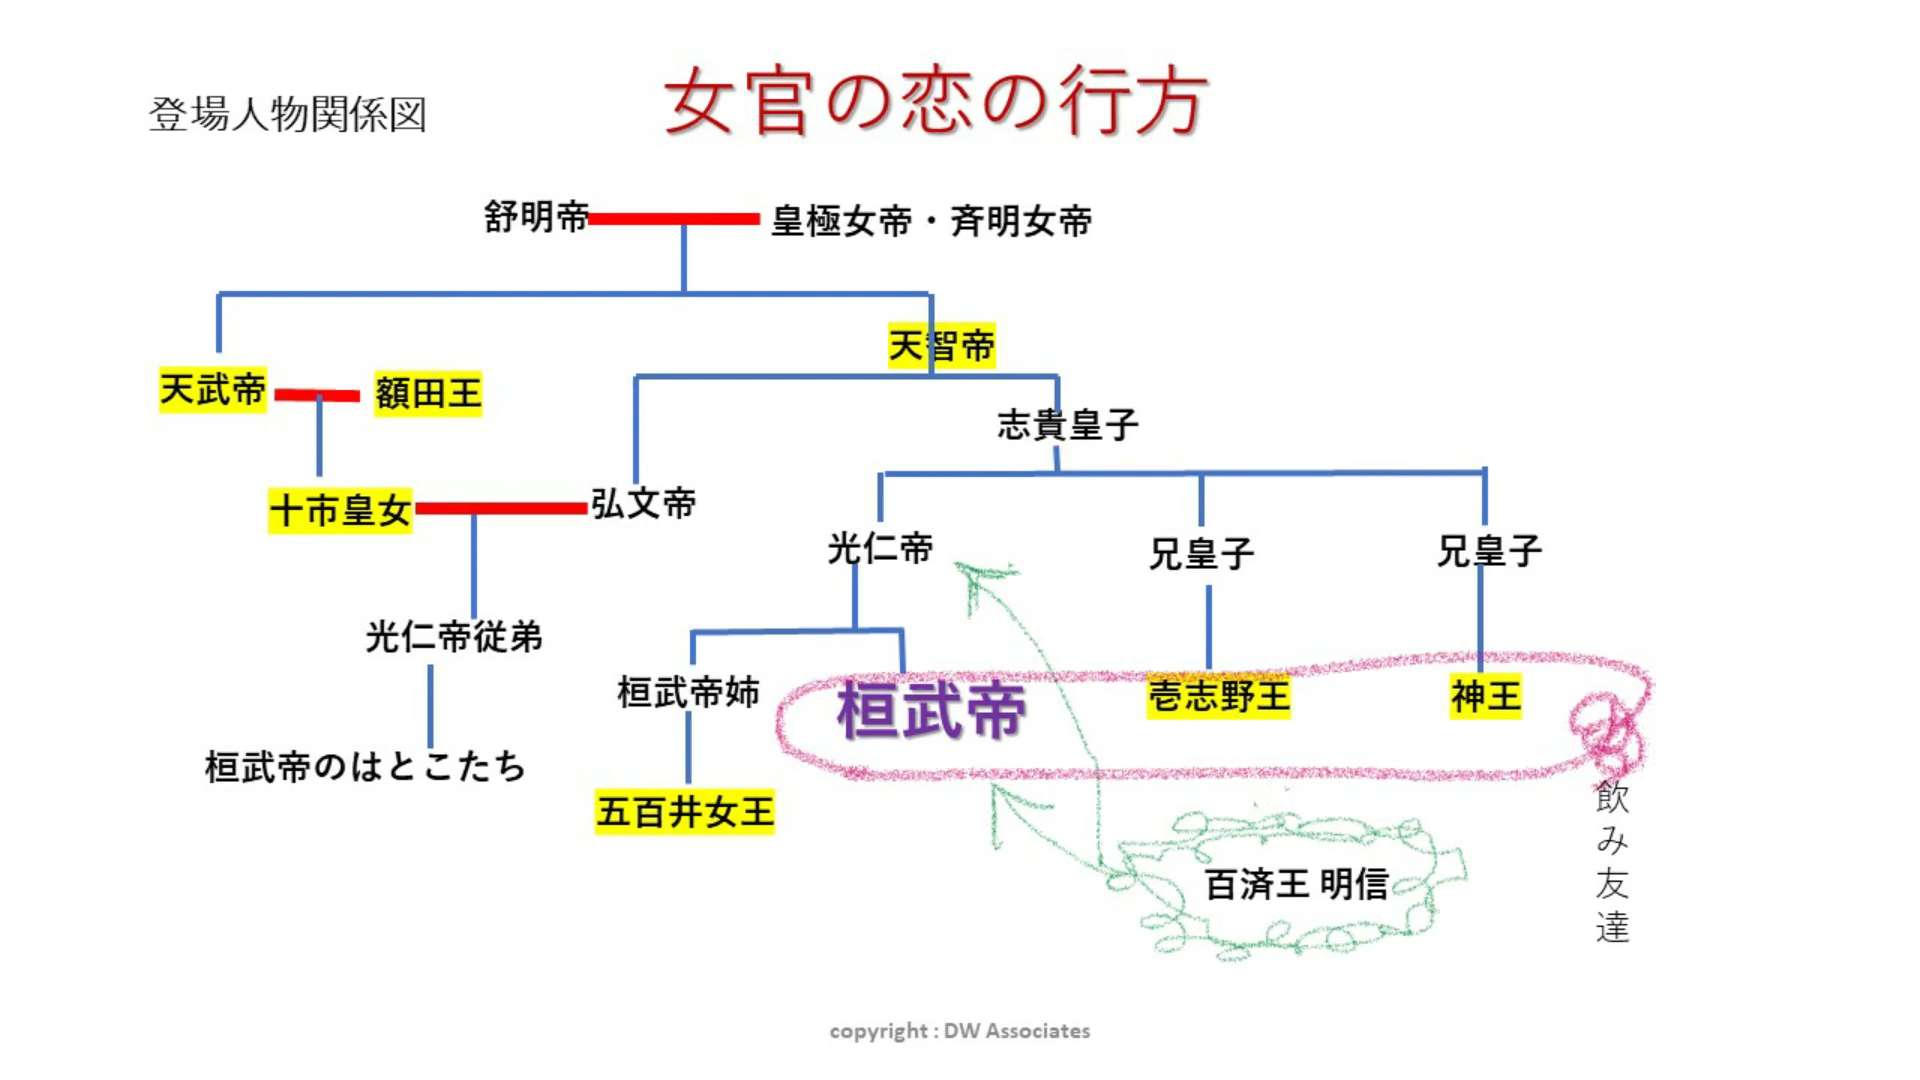 登場人物関係図
女官の恋の行方
舒明帝
皇極女帝・斉明女帝
天智帝
天武帝
額田王
志貴皇子
十市皇女
弘文帝
光仁帝
兄皇子
兄皇子
光仁帝従弟
桓武帝姉
桓武帝
壱志野王
神王
桓武帝のはとこたち
五百井女王
飲み友達
百済王 明信
copyright : DW Associates